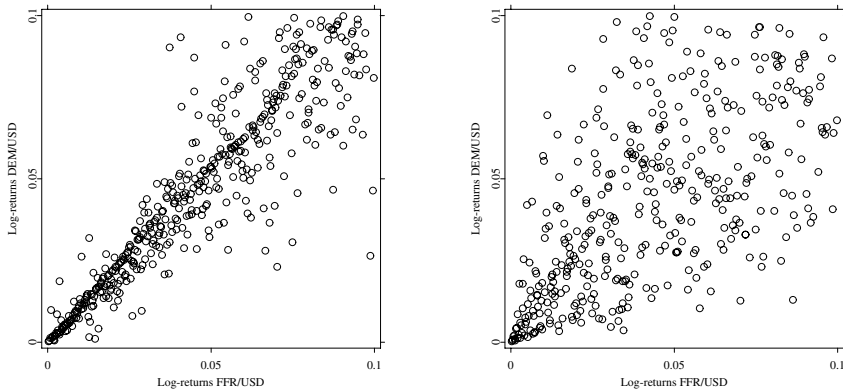 0.1
0.05
0
Log-returns DEM/USD
0 0.05 0.1
Log-returns FFR/USD
0.1
0.05
0
Log-returns DEM/USD
0 0.05 0.1
Log-returns FFR/USD